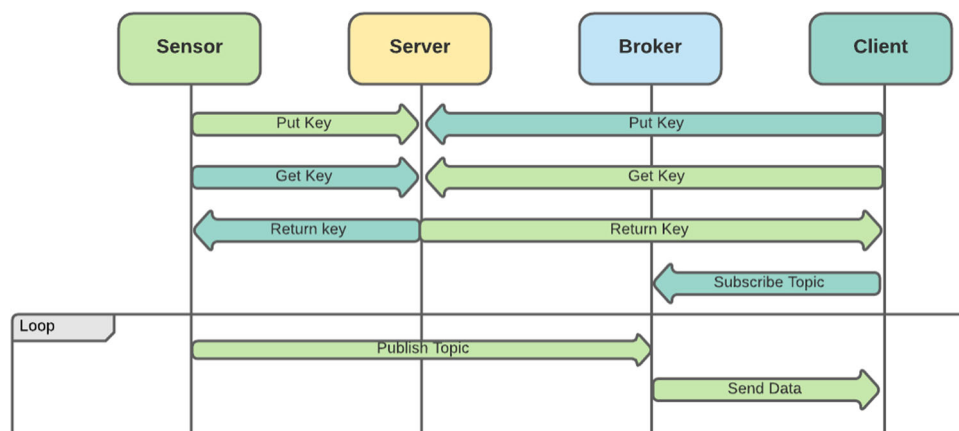 Sensor
Server
Broker
Client
Put Key
Put Key
Get Key
Get Key
Return key
Return Key
Subscribe Topic
Loop
Publish Topic
Send Data